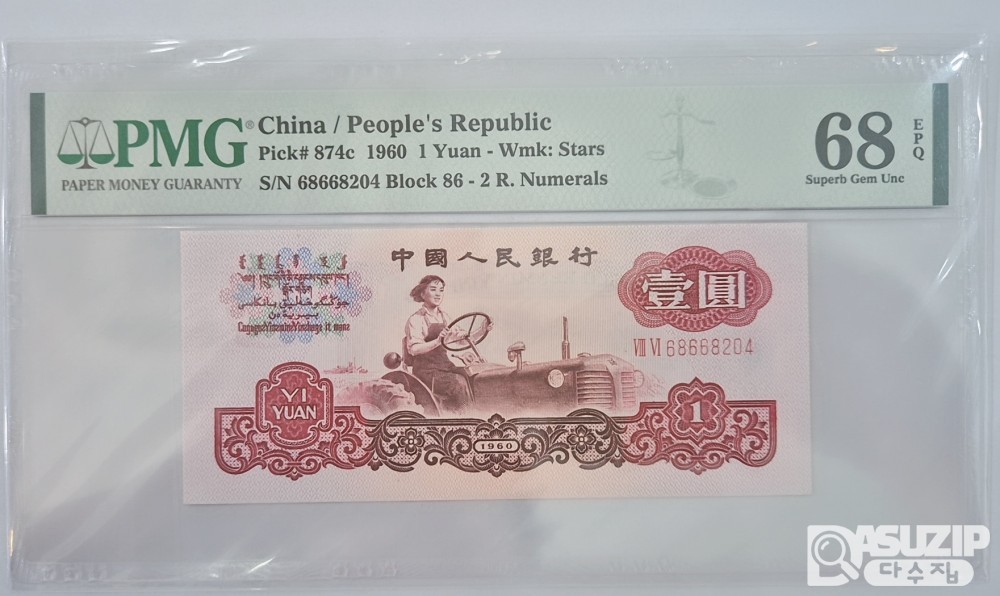 PMG®
PAPER MONEY GUARANTY
China / People's Republic
Pick# 874c 1960 1 Yuan - Wmk: Stars
S/N 68668204 Block 86 - 2 R. Numerals
68
EPQ
Superb Gem Unc
中國人民銀行
壹圓
VIII VI 68668204
YI
YUAN
1
1960
ASUZIP
다수집